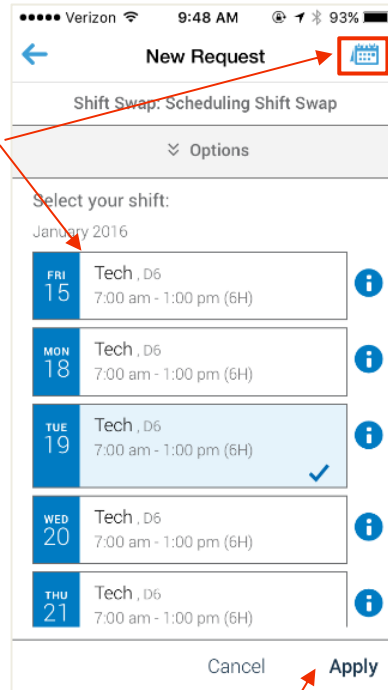 Verizon 9:48 AM 93%
New Request
Shift Swap: Scheduling Shift Swap
Options
Select your shift:
January 2016
FRI
15
Tech , D6
7:00 am - 1:00 pm (6H)
MON
18
Tech , D6
7:00 am - 1:00 pm (6H)
TUE
19
Tech , D6
7:00 am - 1:00 pm (6H)
WED
20
Tech , D6
7:00 am - 1:00 pm (6H)
THU
21
Tech , D6
7:00 am - 1:00 pm (6H)
Cancel Apply